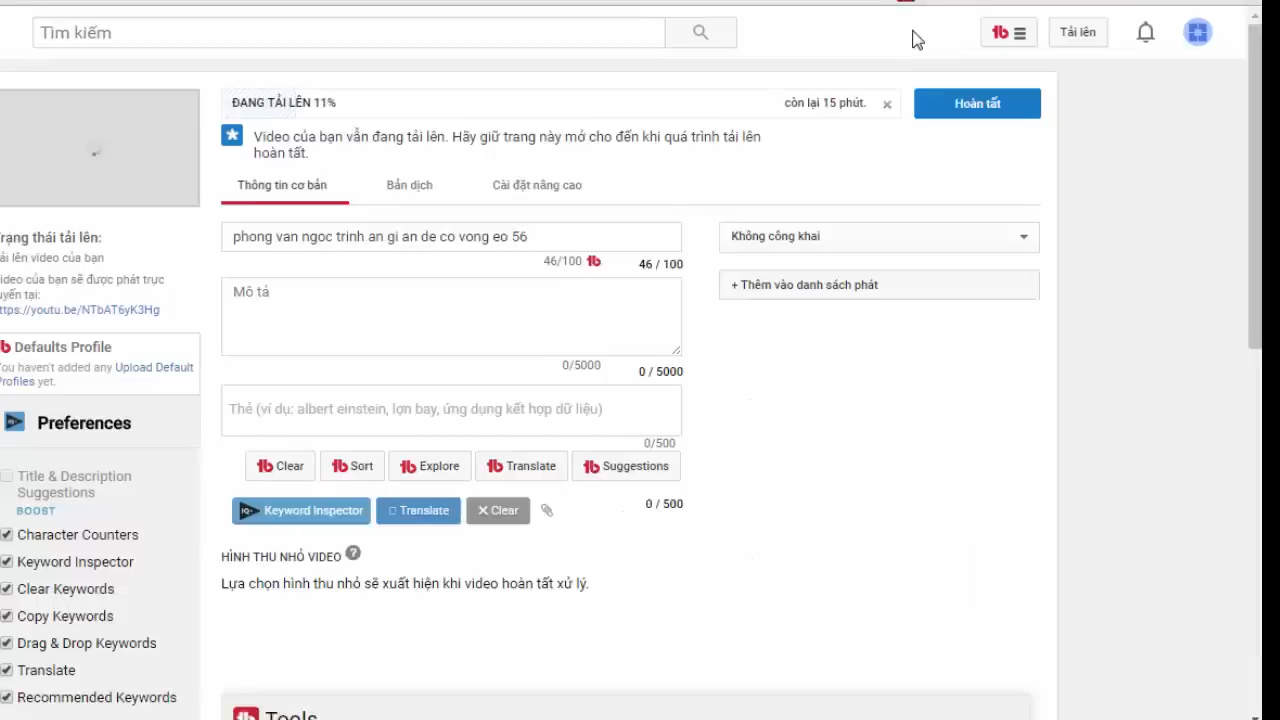 Tìm kiếm
Tải lên
ĐANG TẢI LÊN 11%
còn lại 15 phút.
Hoàn tất
Video của bạn vẫn đang tải lên. Hãy giữ trang này mở cho đến khi quá trình tải lên
hoàn tất.
Thông tin cơ bản
Bản dịch
Cài đặt nâng cao
rạng thái tải lên:
ải lên video của bạn
ideo của bạn sẽ được phát trực
uyến tại:
ttps://youtu.be/NTbAT6yK3Hg
phong van ngoc trinh an gi an de co vong eo 56
46/100
46 / 100
Không công khai
+ Thêm vào danh sách phát
Mô tả
0/5000
0 / 5000
Defaults Profile
ou haven't added any Upload Default
rofiles yet.
Thẻ (ví dụ: albert einstein, lợn bay, ứng dụng kết hợp dữ liệu)
0/500
Clear
Sort
Explore
Translate
Suggestions
Keyword Inspector
Translate
X Clear
0 / 500
HÌNH THU NHỎ VIDEO
Lựa chọn hình thu nhỏ sẽ xuất hiện khi video hoàn tất xử lý.
Preferences
Title & Description
Suggestions
BOOST
Character Counters
Keyword Inspector
Clear Keywords
Copy Keywords
Drag & Drop Keywords
Translate
Recommended Keywords
Tools